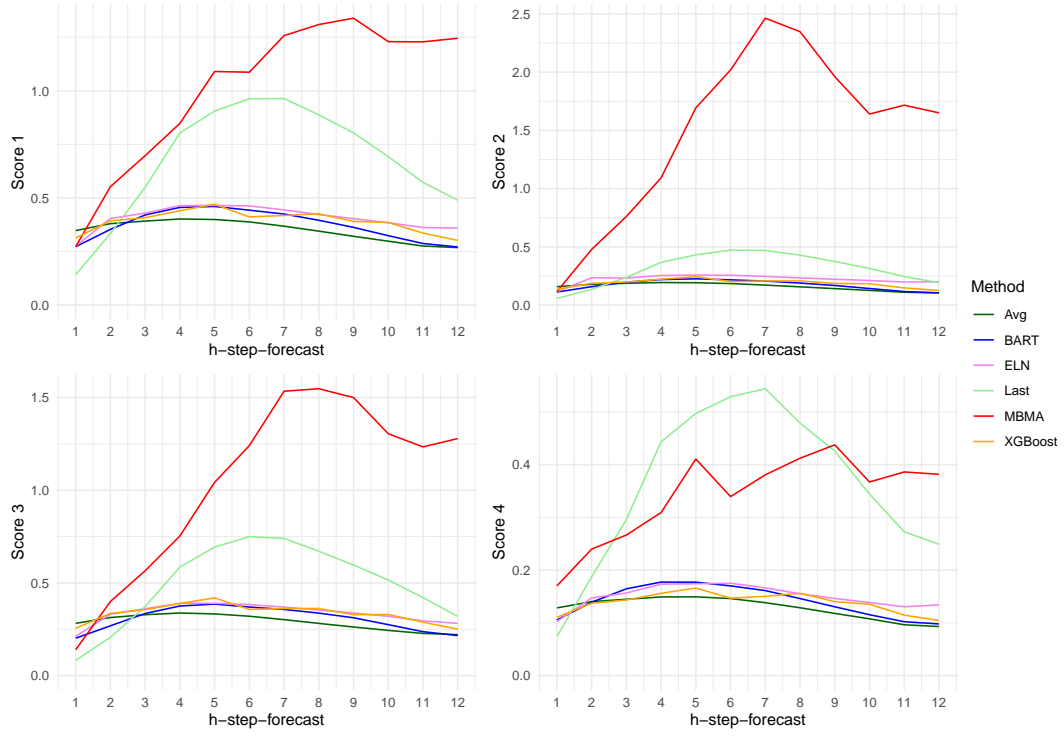 Score 1
1.0
0.5
0.0
1 2 3 4 5 6 7 8 9 10 11 12
h−step−forecast
Score 2
2.5
2.0
1.5
1.0
0.5
0.0
1 2 3 4 5 6 7 8 9 10 11 12
h−step−forecast
Score 3
1.5
1.0
0.5
0.0
1 2 3 4 5 6 7 8 9 10 11 12
h−step−forecast
Score 4
0.4
0.2
0.0
1 2 3 4 5 6 7 8 9 10 11 12
h−step−forecast
Method
Avg
BART
ELN
Last
MBMA
XGBoost